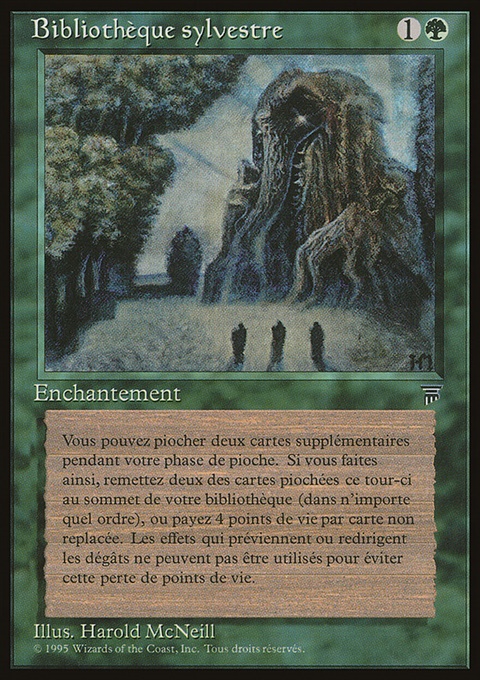 Bibliothèque sylvestre 1
HM
Enchantement
Vous pouvez piocher deux cartes supplémentaires
pendant votre phase de pioche. Si vous faites
ainsi, remettez deux des cartes piochées ce tour-ci
au sommet de votre bibliothèque (dans n'importe
quel ordre), ou payez 4 points de vie par carte non
replacée. Les effets qui préviennent ou redirigent
les dégâts ne peuvent pas être utilisés pour éviter
cette perte de points de vie.
Illus. Harold McNeill
© 1995 Wizards of the Coast, Inc. Tous droits réservés.